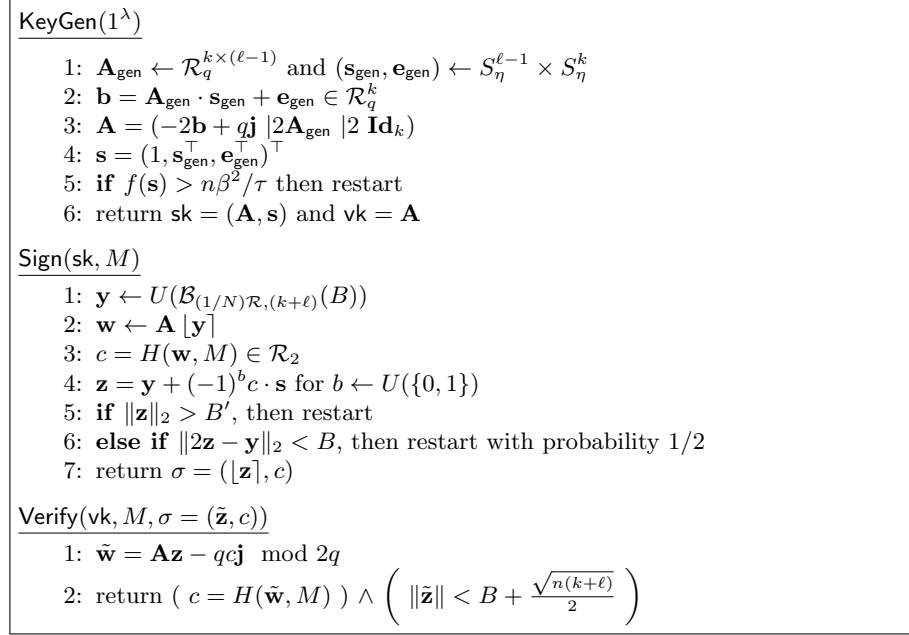 KeyGen(1^λ)
1: A_gen ← R_q^{k×(ℓ−1)} and (s_gen, e_gen) ← S_η^{ℓ−1} × S_η^k
2: b = A_gen · s_gen + e_gen ∈ R_q^k
3: A = (−2b + qj |2A_gen |2 Id_k)
4: s = (1, s_gen^⊤, e_gen^⊤)^⊤
5: if f(s) > nβ²/τ then restart
6: return sk = (A, s) and vk = A
Sign(sk, M)
1: y ← U(B_{(1/N)R,(k+ℓ)}(B))
2: w ← A ⌊y⌉
3: c = H(w, M) ∈ R_2
4: z = y + (−1)^b c · s for b ← U({0, 1})
5: if ‖z‖_2 > B′, then restart
6: else if ‖2z − y‖_2 < B, then restart with probability 1/2
7: return σ = (⌊z⌉, c)
Verify(vk, M, σ = (z̃, c))
1: w̃ = Az − qcj mod 2q
2: return ( c = H(w̃, M) ) ∧ ( ‖z̃‖ < B + √(n(k+ℓ))/2 )